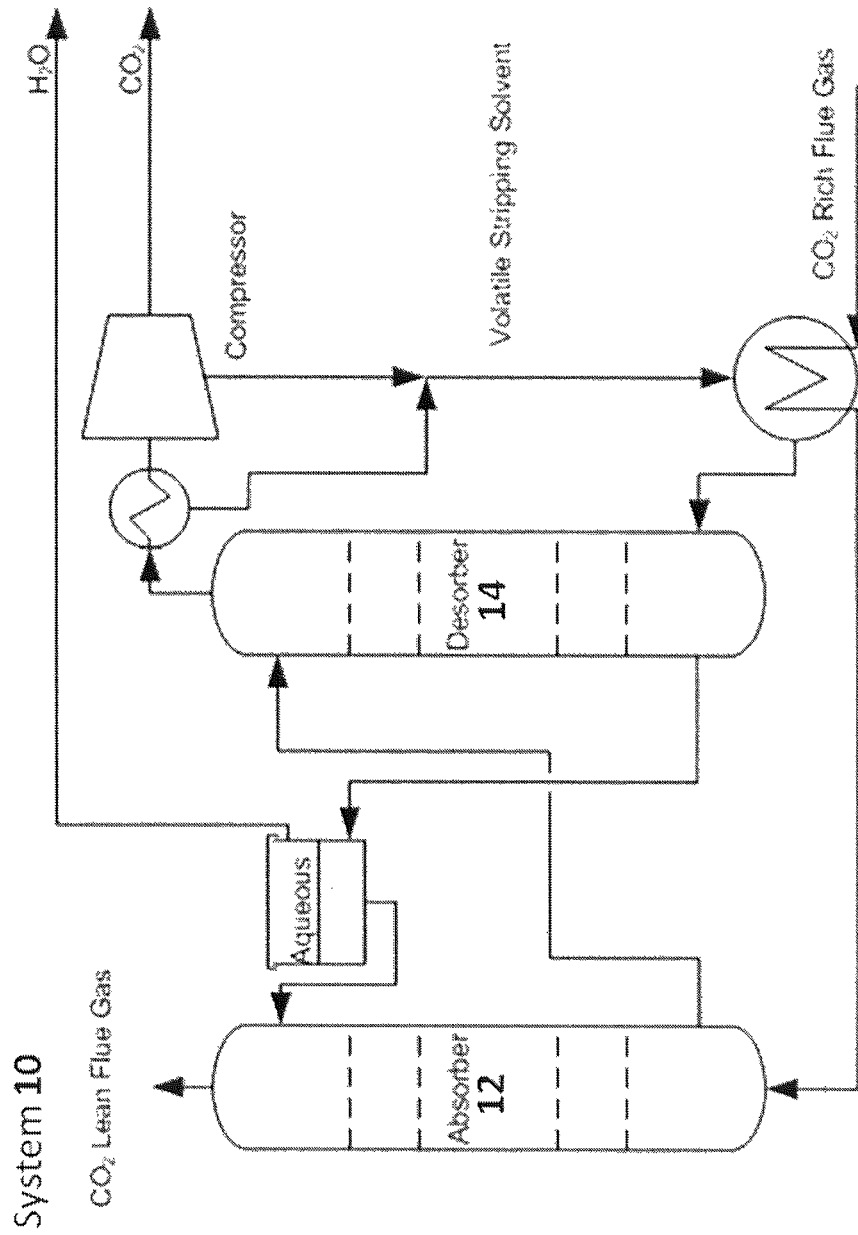 System 10
CO₂ Lean Flue Gas
Absorber
12
Aqueous
Desorber
14
H₂O
CO₂
Compressor
Volatile Stripping Solvent
CO₂ Rich Flue Gas